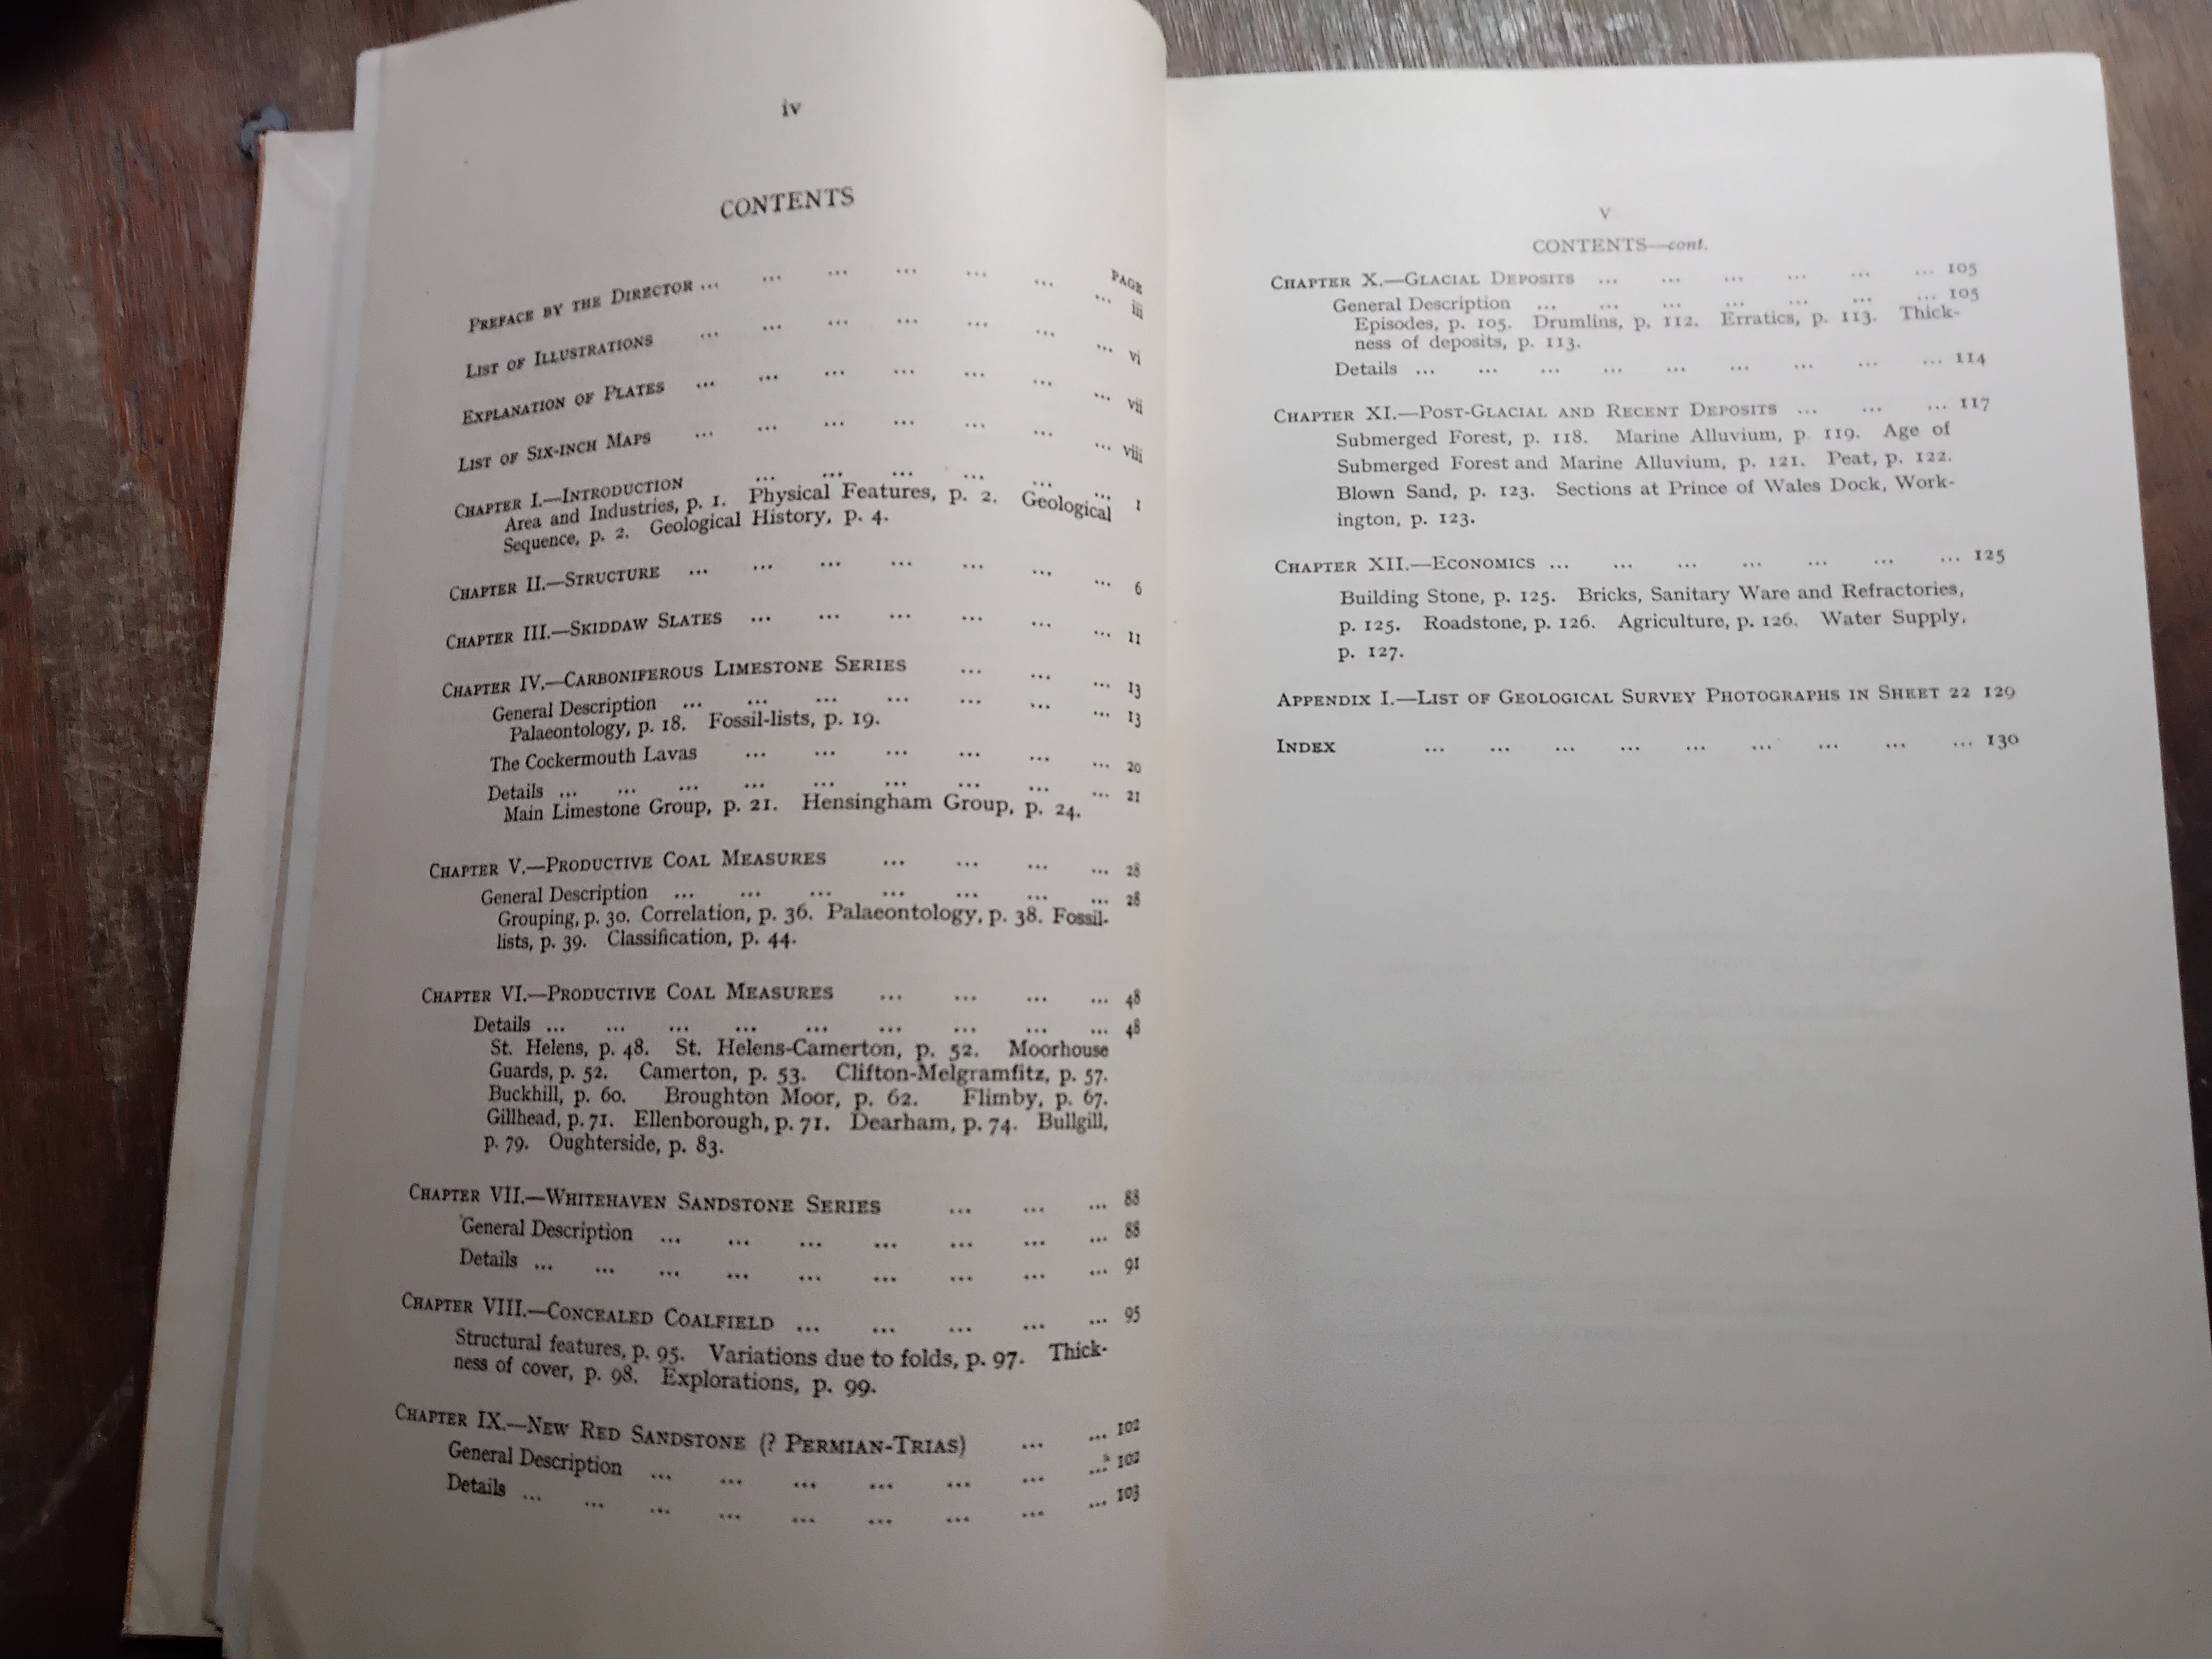 iv
CONTENTS
PAGE
PREFACE BY THE DIRECTOR ... ... ... ... ... ... ... iii
LIST OF ILLUSTRATIONS ... ... ... ... ... ... ... vi
EXPLANATION OF PLATES ... ... ... ... ... ... ... vii
LIST OF SIX-INCH MAPS ... ... ... ... ... ... ... viii
CHAPTER I.—INTRODUCTION ... ... ... ... ... ... 1
Area and Industries, p. 1. Physical Features, p. 2. Geological
Sequence, p. 2. Geological History, p. 4.
CHAPTER II.—STRUCTURE ... ... ... ... ... ... ... 6
CHAPTER III.—SKIDDAW SLATES ... ... ... ... ... ... 11
CHAPTER IV.—CARBONIFEROUS LIMESTONE SERIES ... ... ... 13
General Description ... ... ... ... ... ... ... 13
Palaeontology, p. 18. Fossil-lists, p. 19.
The Cockermouth Lavas ... ... ... ... ... ... 20
Details ... ... ... ... ... ... ... ... ... 21
Main Limestone Group, p. 21. Hensingham Group, p. 24.
CHAPTER V.—PRODUCTIVE COAL MEASURES ... ... ... ... 28
General Description ... ... ... ... ... ... ... 28
Grouping, p. 30. Correlation, p. 36. Palaeontology, p. 38. Fossil-
lists, p. 39. Classification, p. 44.
CHAPTER VI.—PRODUCTIVE COAL MEASURES ... ... ... ... 48
Details ... ... ... ... ... ... ... ... ... 48
St. Helens, p. 48. St. Helens-Camerton, p. 52. Moorhouse
Guards, p. 52. Camerton, p. 53. Clifton-Melgramfitz, p. 57.
Buckhill, p. 60. Broughton Moor, p. 62. Flimby, p. 67.
Gillhead, p. 71. Ellenborough, p. 71. Dearham, p. 74. Bullgill,
p. 79. Oughterside, p. 83.
CHAPTER VII.—WHITEHAVEN SANDSTONE SERIES ... ... ... 88
General Description ... ... ... ... ... ... ... 88
Details ... ... ... ... ... ... ... ... ... 91
CHAPTER VIII.—CONCEALED COALFIELD ... ... ... ... ... 95
Structural features, p. 95. Variations due to folds, p. 97. Thick-
ness of cover, p. 98. Explorations, p. 99.
CHAPTER IX.—NEW RED SANDSTONE (? PERMIAN-TRIAS) ... ... 102
General Description ... ... ... ... ... ... ... 102
Details ... ... ... ... ... ... ... ... ... 103
v
CONTENTS—cont.
CHAPTER X.—GLACIAL DEPOSITS ... ... ... ... ... ... 105
General Description ... ... ... ... ... ... ... 105
Episodes, p. 105. Drumlins, p. 112. Erratics, p. 113. Thick-
ness of deposits, p. 113.
Details ... ... ... ... ... ... ... ... ... 114
CHAPTER XI.—POST-GLACIAL AND RECENT DEPOSITS ... ... ... 117
Submerged Forest, p. 118. Marine Alluvium, p. 119. Age of
Submerged Forest and Marine Alluvium, p. 121. Peat, p. 122.
Blown Sand, p. 123. Sections at Prince of Wales Dock, Work-
ington, p. 123.
CHAPTER XII.—ECONOMICS ... ... ... ... ... ... ... 125
Building Stone, p. 125. Bricks, Sanitary Ware and Refractories,
p. 125. Roadstone, p. 126. Agriculture, p. 126. Water Supply,
p. 127.
APPENDIX I.—LIST OF GEOLOGICAL SURVEY PHOTOGRAPHS IN SHEET 22 129
INDEX ... ... ... ... ... ... ... ... ... 130